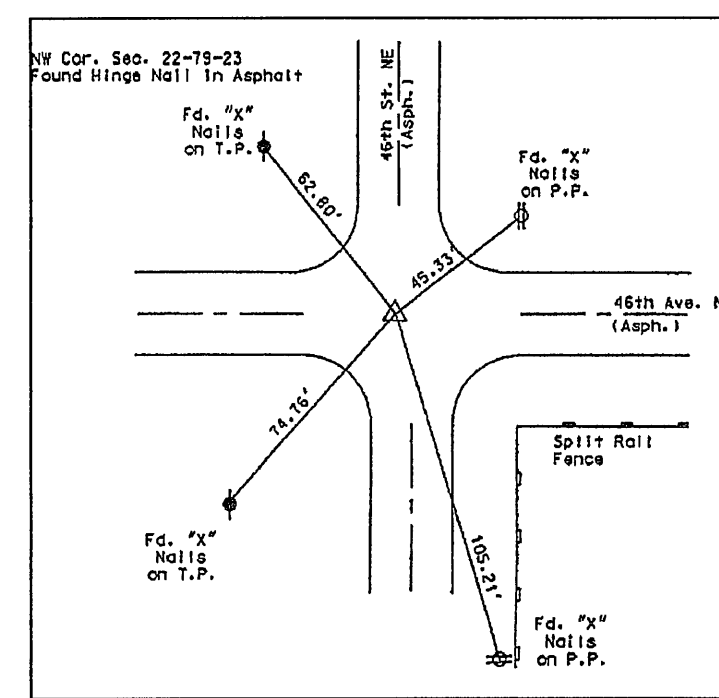 NW Cor. Sec. 22-79-23
Found Hinge Nail in Asphalt
Fd. "X"
Nails
on T.P.
46th St. NE
(Asph.)
Fd. "X"
Nails
on P.P.
62.80'
45.33'
46th Ave. N
(Asph.)
74.76'
Split Rail
Fence
Fd. "X"
Nails
on T.P.
105.21'
Fd. "X"
Nails
on P.P.